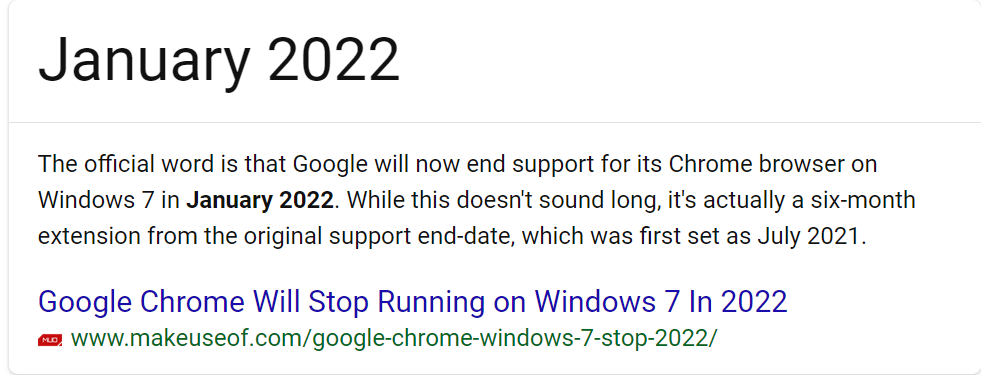 January 2022
The official word is that Google will now end support for its Chrome browser on
Windows 7 in January 2022. While this doesn't sound long, it's actually a six-month
extension from the original support end-date, which was first set as July 2021.
Google Chrome Will Stop Running on Windows 7 In 2022
MUO www.makeuseof.com/google-chrome-windows-7-stop-2022/